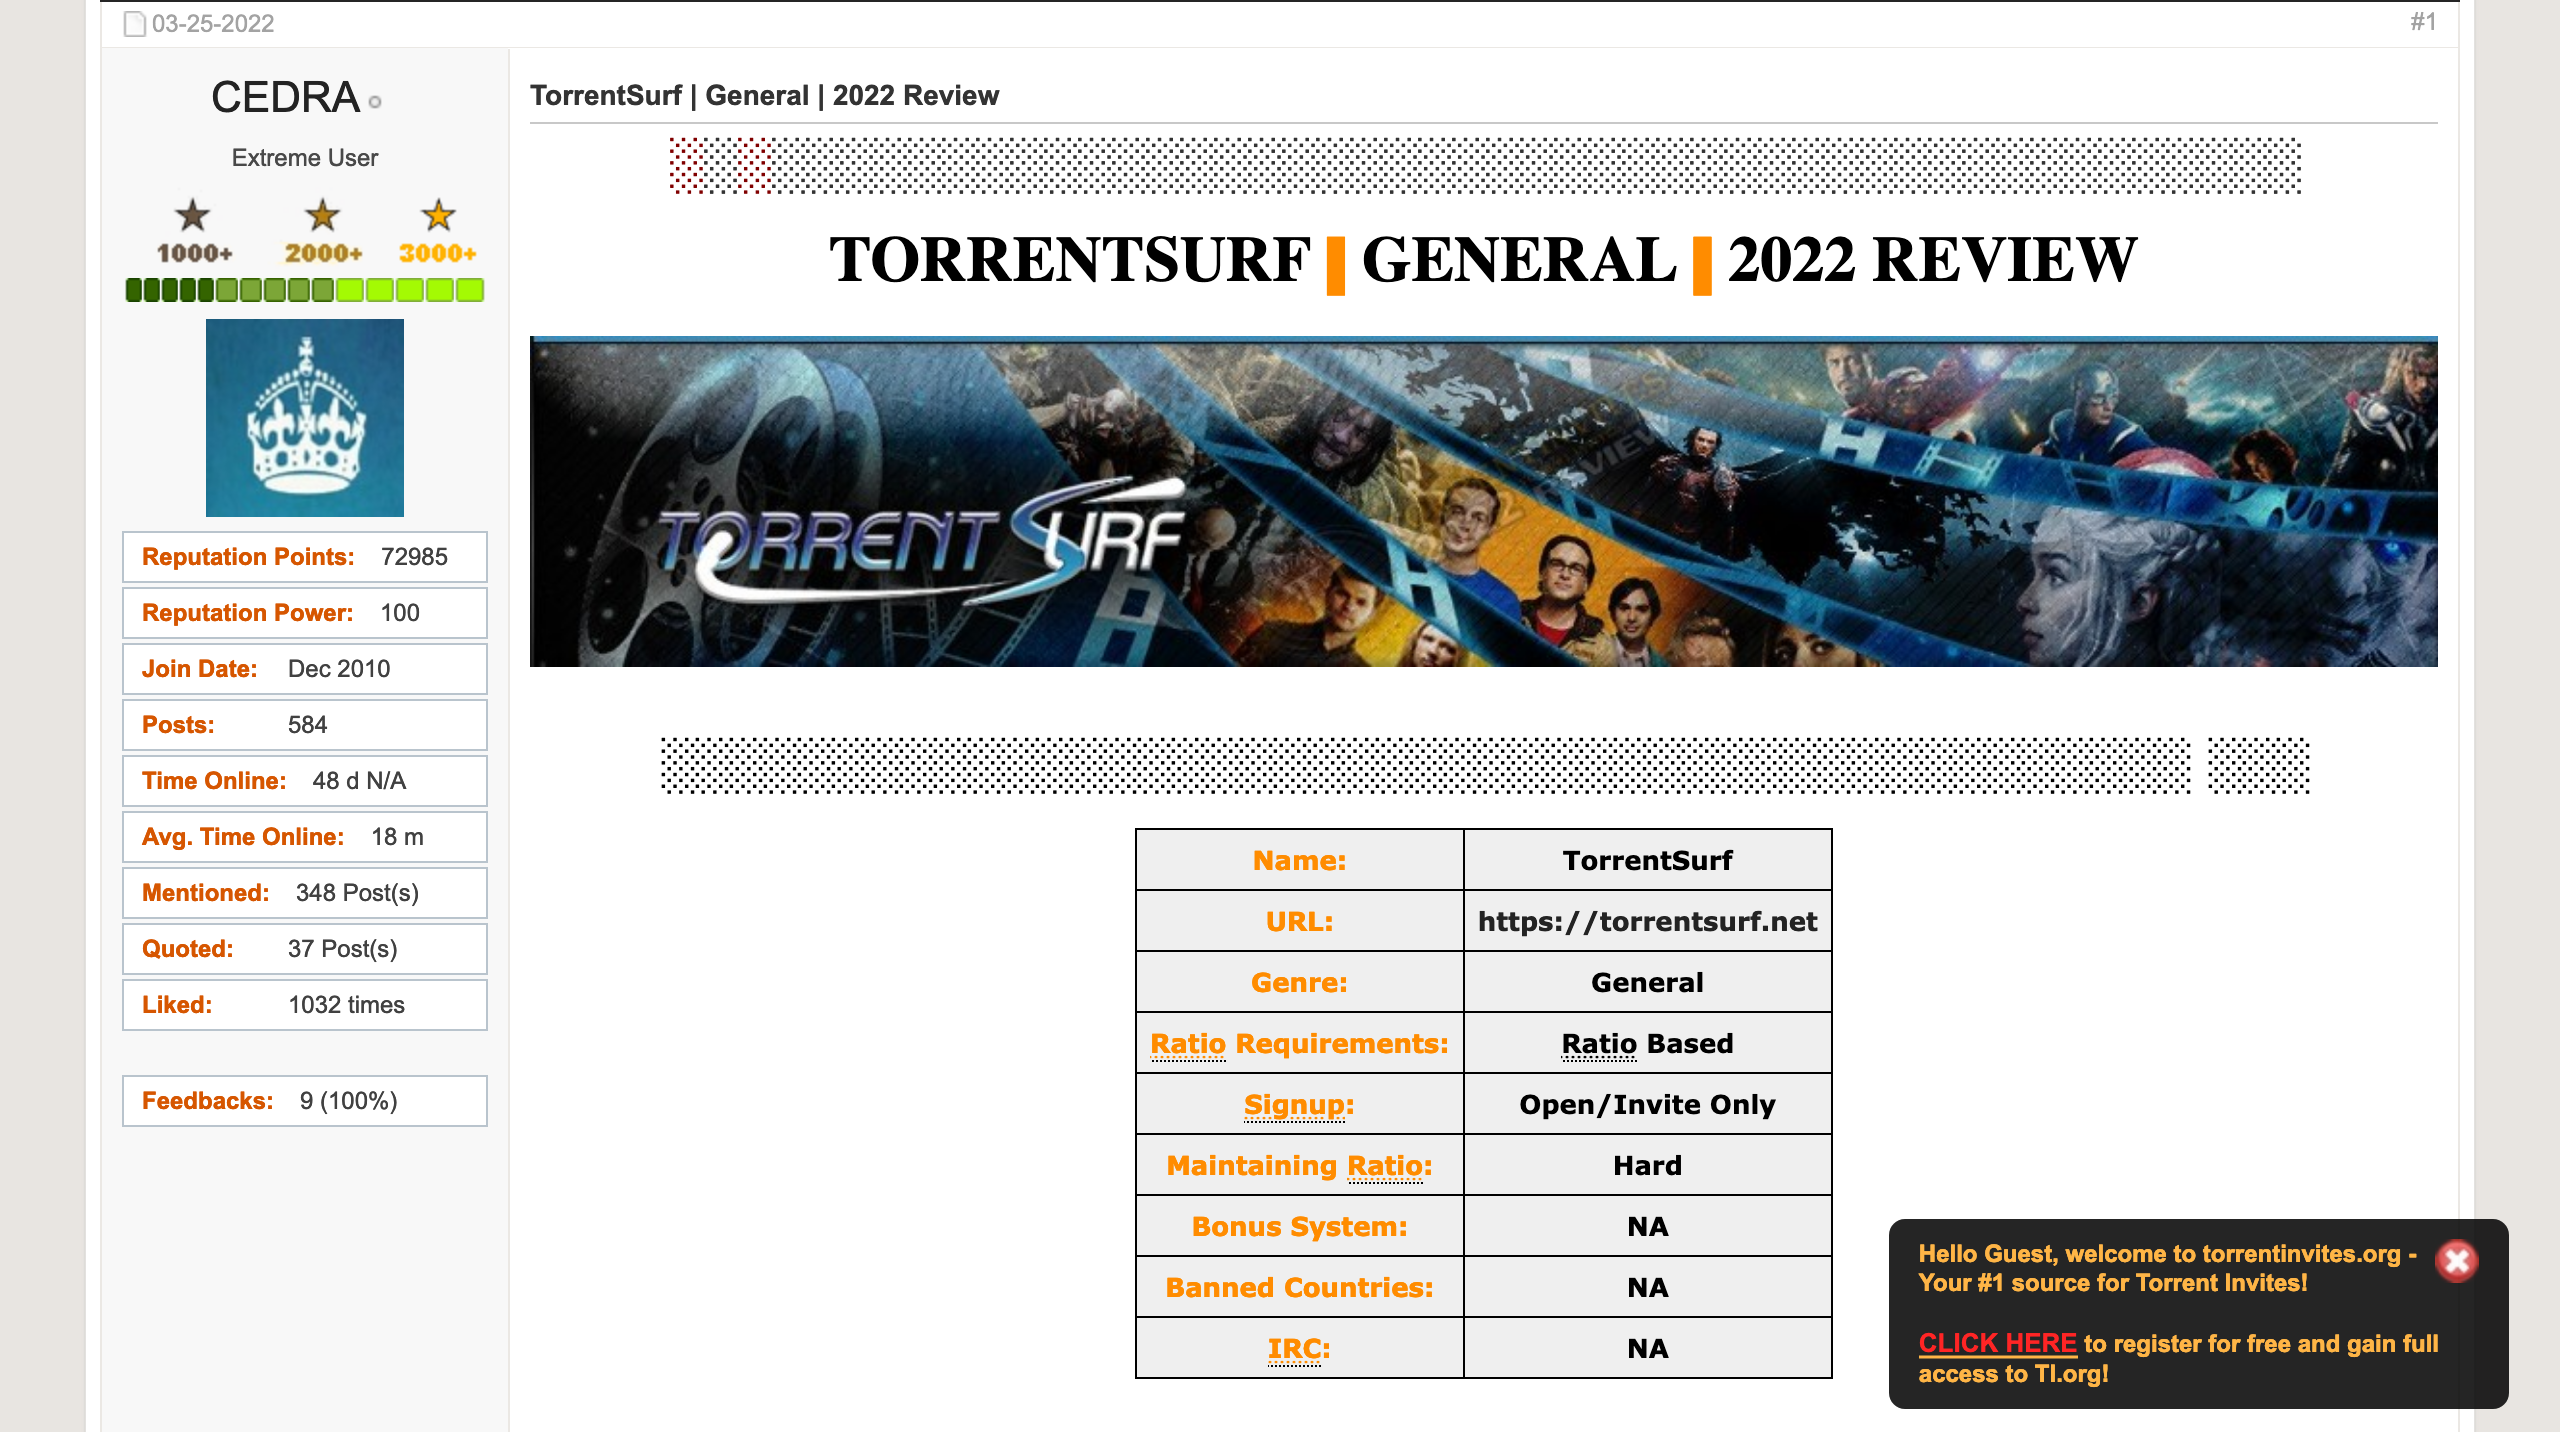 03-25-2022
#1
CEDRA
Extreme User
1000+ 2000+ 3000+
Reputation Points: 72985
Reputation Power: 100
Join Date: Dec 2010
Posts: 584
Time Online: 48 d N/A
Avg. Time Online: 18 m
Mentioned: 348 Post(s)
Quoted: 37 Post(s)
Liked: 1032 times
Feedbacks: 9 (100%)
TorrentSurf | General | 2022 Review
TORRENTSURF | GENERAL | 2022 REVIEW
TORRENT SURF
Name: TorrentSurf
URL: https://torrentsurf.net
Genre: General
Ratio Requirements: Ratio Based
Signup: Open/Invite Only
Maintaining Ratio: Hard
Bonus System: NA
Banned Countries: NA
IRC: NA
Hello Guest, welcome to torrentinvites.org -
Your #1 source for Torrent Invites!
CLICK HERE to register for free and gain full
access to TI.org!